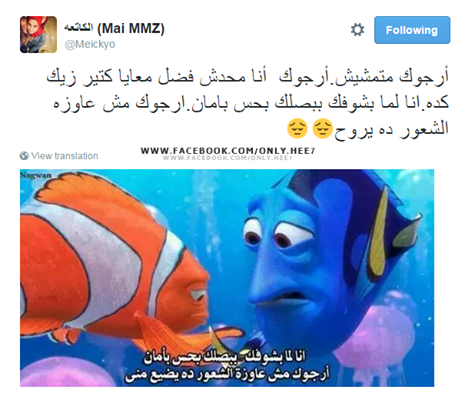 الكاتعه (Mai MMZ)
@Meickyo
Following
أرجوك متمشيش.أرجوك أنا محدش فضل معايا كتير زيك
كده.انا لما بشوفك ببصلك بحس بامان.ارجوك مش عاوزه
الشعور ده يروح😔😔
View translation
WWW.FACEBOOK.COM/ONLY.HEE7
WWW.FACEBOOK.COM/ONLY.HEE7
Nagwan
انا لما بشوفك.. ببصلك بحس بأمان
أرجوك مش عاوزة الشعور ده يضيع منى